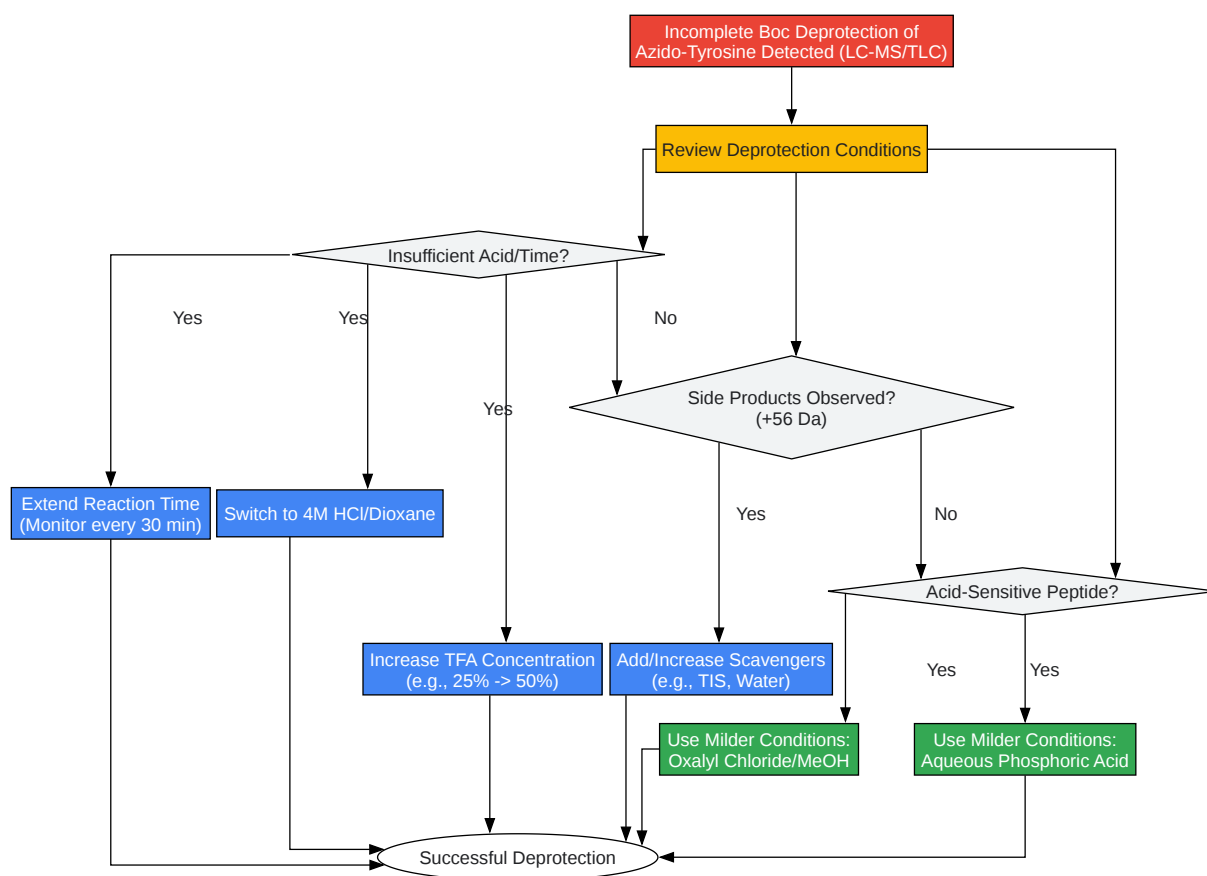 Incomplete Boc Deprotection of
Azido-Tyrosine Detected (LC-MS/TLC)
Review Deprotection Conditions
Insufficient Acid/Time?
Yes
Yes
No
Side Products Observed?
(+56 Da)
Yes
Extend Reaction Time
(Monitor every 30 min)
Switch to 4M HCl/Dioxane
Yes
No
Acid-Sensitive Peptide?
Increase TFA Concentration
(e.g., 25% -> 50%)
Add/Increase Scavengers
(e.g., TIS, Water)
Yes
Yes
Use Milder Conditions:
Oxalyl Chloride/MeOH
Use Milder Conditions:
Aqueous Phosphoric Acid
Successful Deprotection